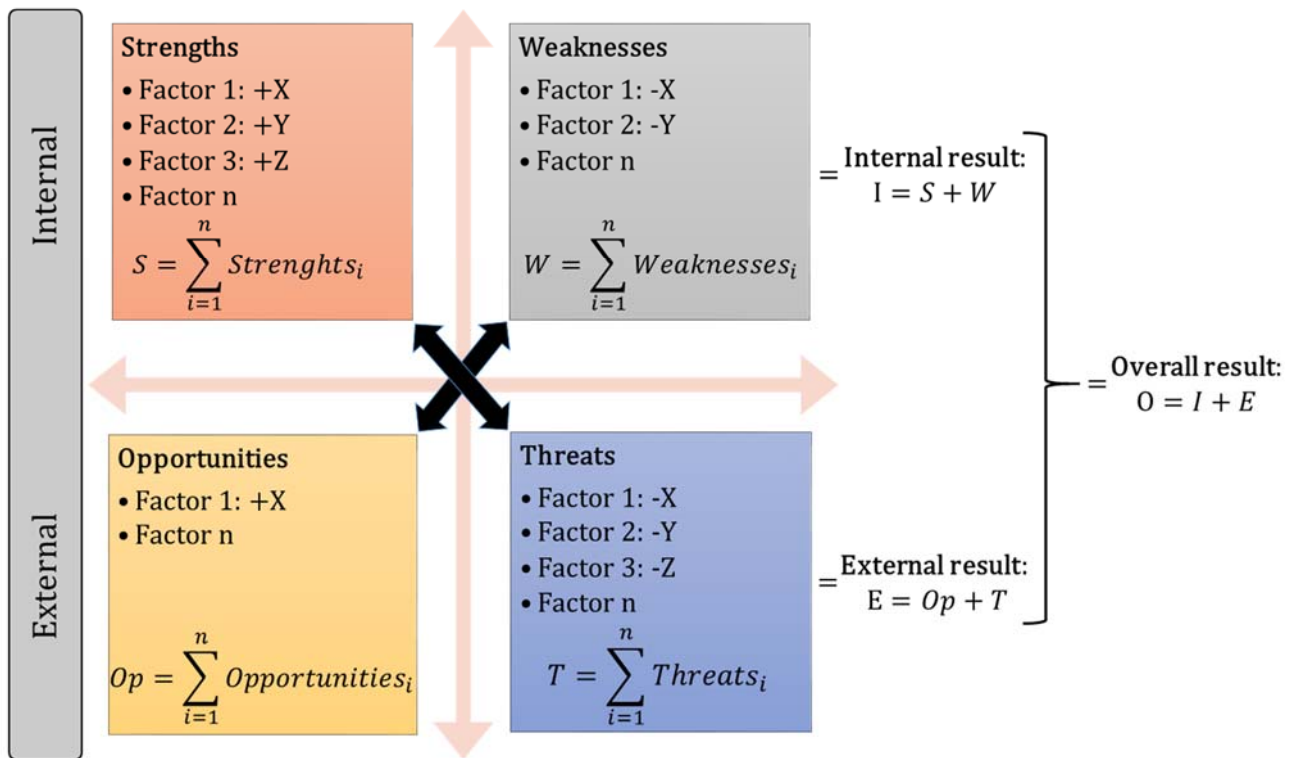 Internal
Strengths
• Factor 1: +X
• Factor 2: +Y
• Factor 3: +Z
• Factor n
S = ∑_{i=1}^{n} Strenghts_i
Weaknesses
• Factor 1: -X
• Factor 2: -Y
• Factor n
W = ∑_{i=1}^{n} Weaknesses_i
= Internal result:
I = S + W
= Overall result:
O = I + E
External
Opportunities
• Factor 1: +X
• Factor n
Op = ∑_{i=1}^{n} Opportunities_i
Threats
• Factor 1: -X
• Factor 2: -Y
• Factor 3: -Z
• Factor n
T = ∑_{i=1}^{n} Threats_i
= External result:
E = Op + T